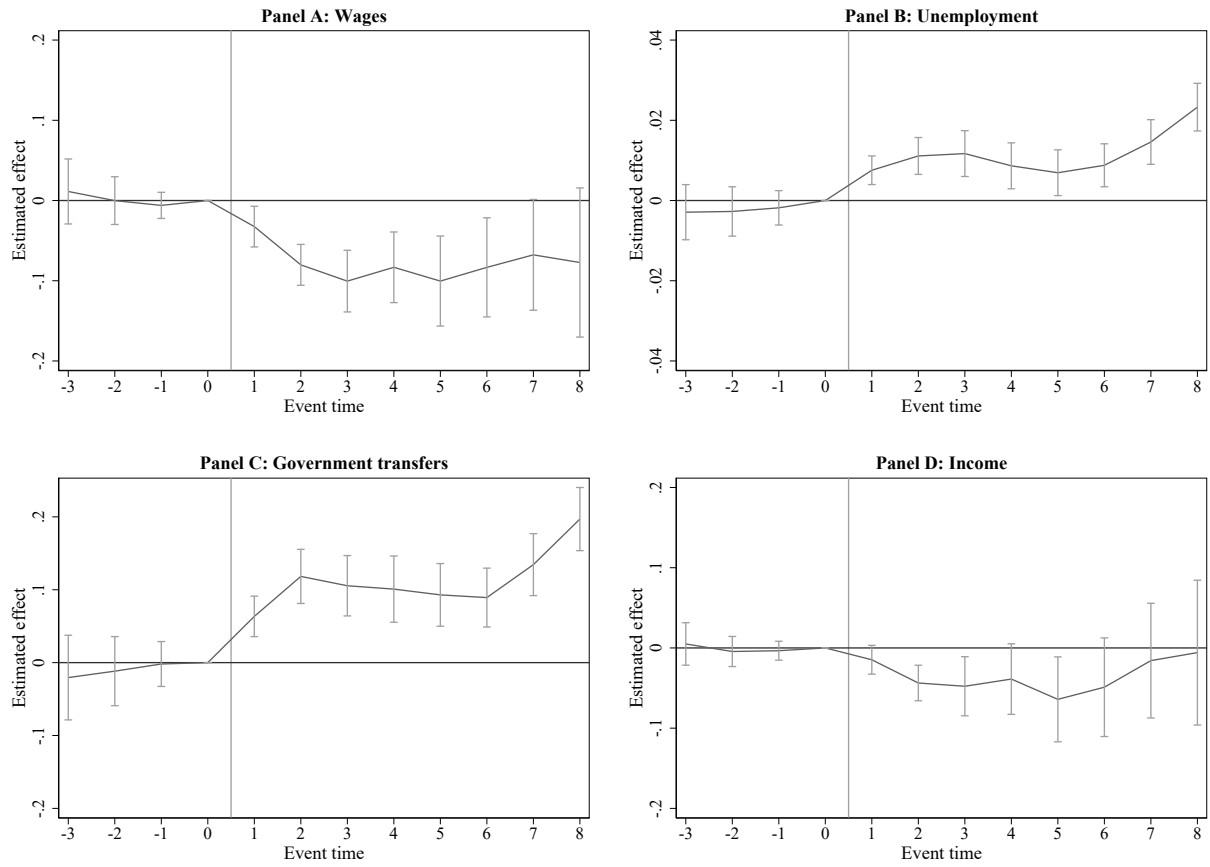 Panel A: Wages
Estimated effect
.2
.1
0
-.1
-.2
-3 -2 -1 0 1 2 3 4 5 6 7 8
Event time
Panel B: Unemployment
Estimated effect
.04
.02
0
-.02
-.04
-3 -2 -1 0 1 2 3 4 5 6 7 8
Event time
Panel C: Government transfers
Estimated effect
.2
.1
0
-.1
-.2
-3 -2 -1 0 1 2 3 4 5 6 7 8
Event time
Panel D: Income
Estimated effect
.2
.1
0
-.1
-.2
-3 -2 -1 0 1 2 3 4 5 6 7 8
Event time